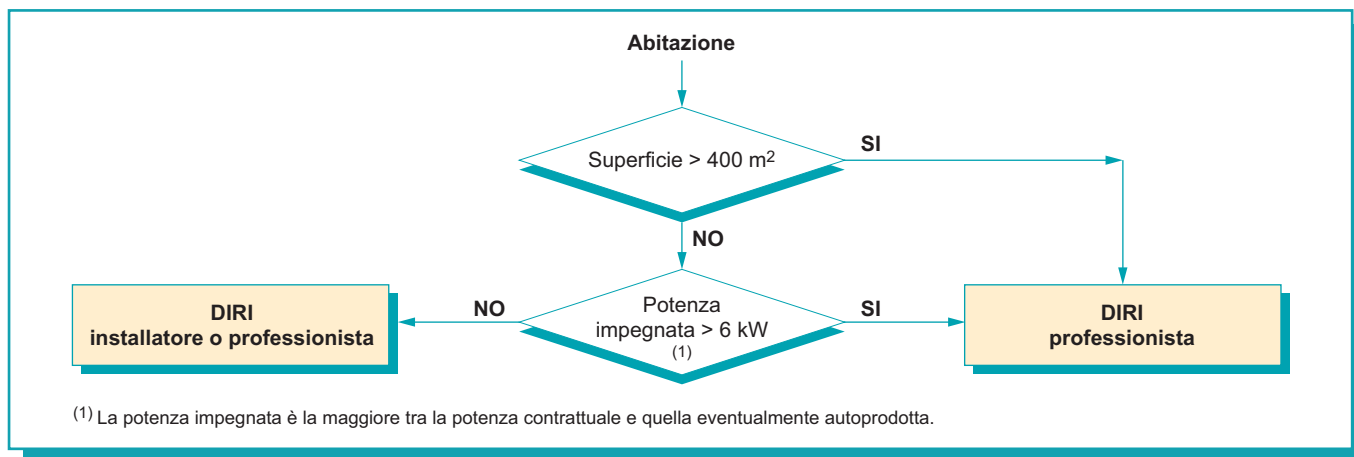 Abitazione
Superficie > 400 m²
SI
NO
Potenza
impegnata > 6 kW
(1)
NO
SI
DIRI
installatore o professionista
DIRI
professionista
(1) La potenza impegnata è la maggiore tra la potenza contrattuale e quella eventualmente autoprodotta.